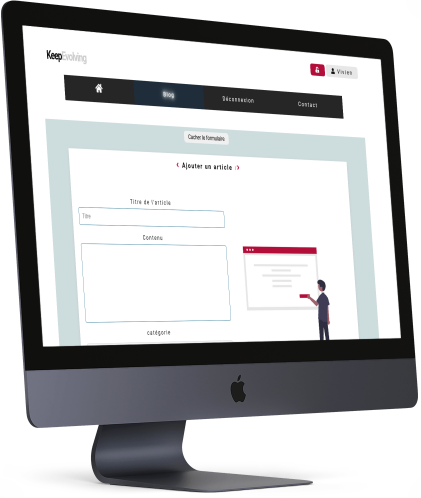 KeepEvolving
Vivien
Blog
Déconnexion
Contact
Cacher le formulaire
Ajouter un article
Titre de l'article
Titre
Contenu
catégorie